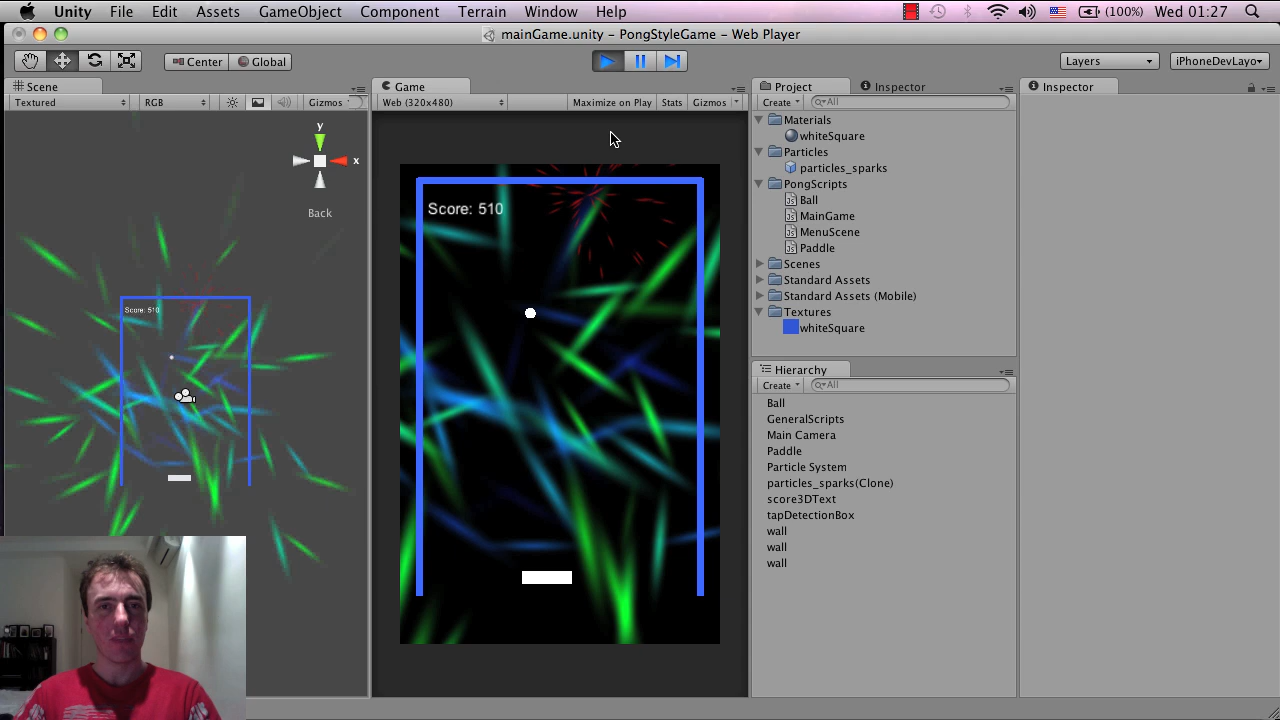 Unity File Edit Assets GameObject Component Terrain Window Help (100%) Wed 01:27
mainGame.unity – PongStyleGame – Web Player
Center Global Layers iPhoneDevLayo
Scene
Textured RGB Gizmos
y
x
Back
Score: 510
Game
Web (320x480) Maximize on Play Stats Gizmos
Score: 510
Project Inspector
Create All
Materials
whiteSquare
Particles
particles_sparks
PongScripts
Ball
MainGame
MenuScene
Paddle
Scenes
Standard Assets
Standard Assets (Mobile)
Textures
whiteSquare
Hierarchy
Create All
Ball
GeneralScripts
Main Camera
Paddle
Particle System
particles_sparks(Clone)
score3DText
tapDetectionBox
wall
wall
wall
Inspector